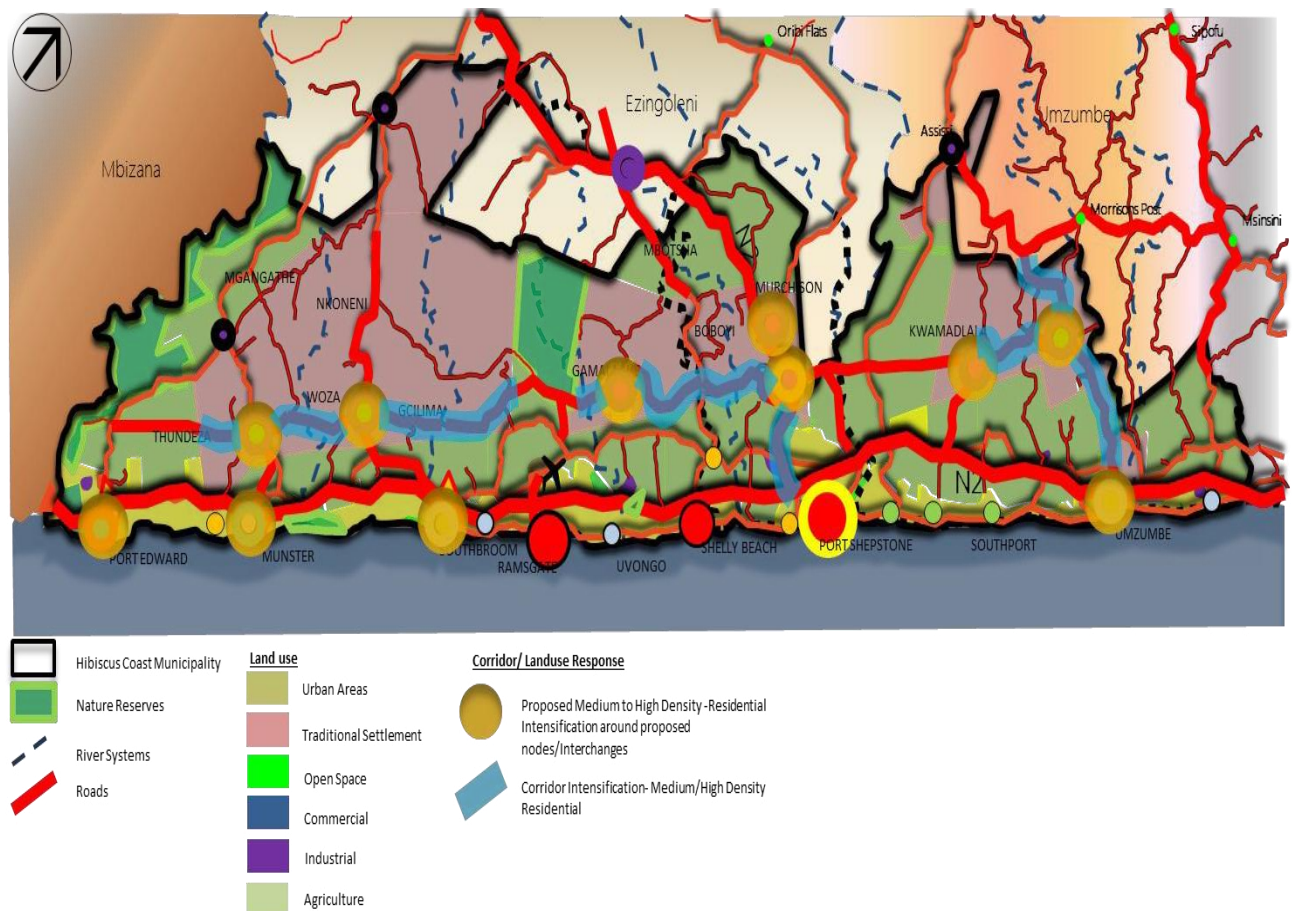 Sipofu
Oribi Flats
Ezingoleni
Umzumbe
Assisi
Mbizana
Morrisons Post
Msinsini
N2
MBOTSHA
MGANGATHE
MURCHISON
NKONENI
BOBOYI
KWAMADLALA
WOZA
GCILIMA
THUNDEZA
N2
PORT EDWARD
MUNSTER
SOUTHBROOM
RAMSGATE
UVONGO
SHELLY BEACH
PORT SHEPSTONE
SOUTHPORT
UMZUMBE
Hibiscus Coast Municipality
Nature Reserves
River Systems
Roads
Land use
Urban Areas
Traditional Settlement
Open Space
Commercial
Industrial
Agriculture
Corridor/ Landuse Response
Proposed Medium to High Density -Residential
Intensification around proposed
nodes/Interchanges
Corridor Intensification- Medium/High Density
Residential